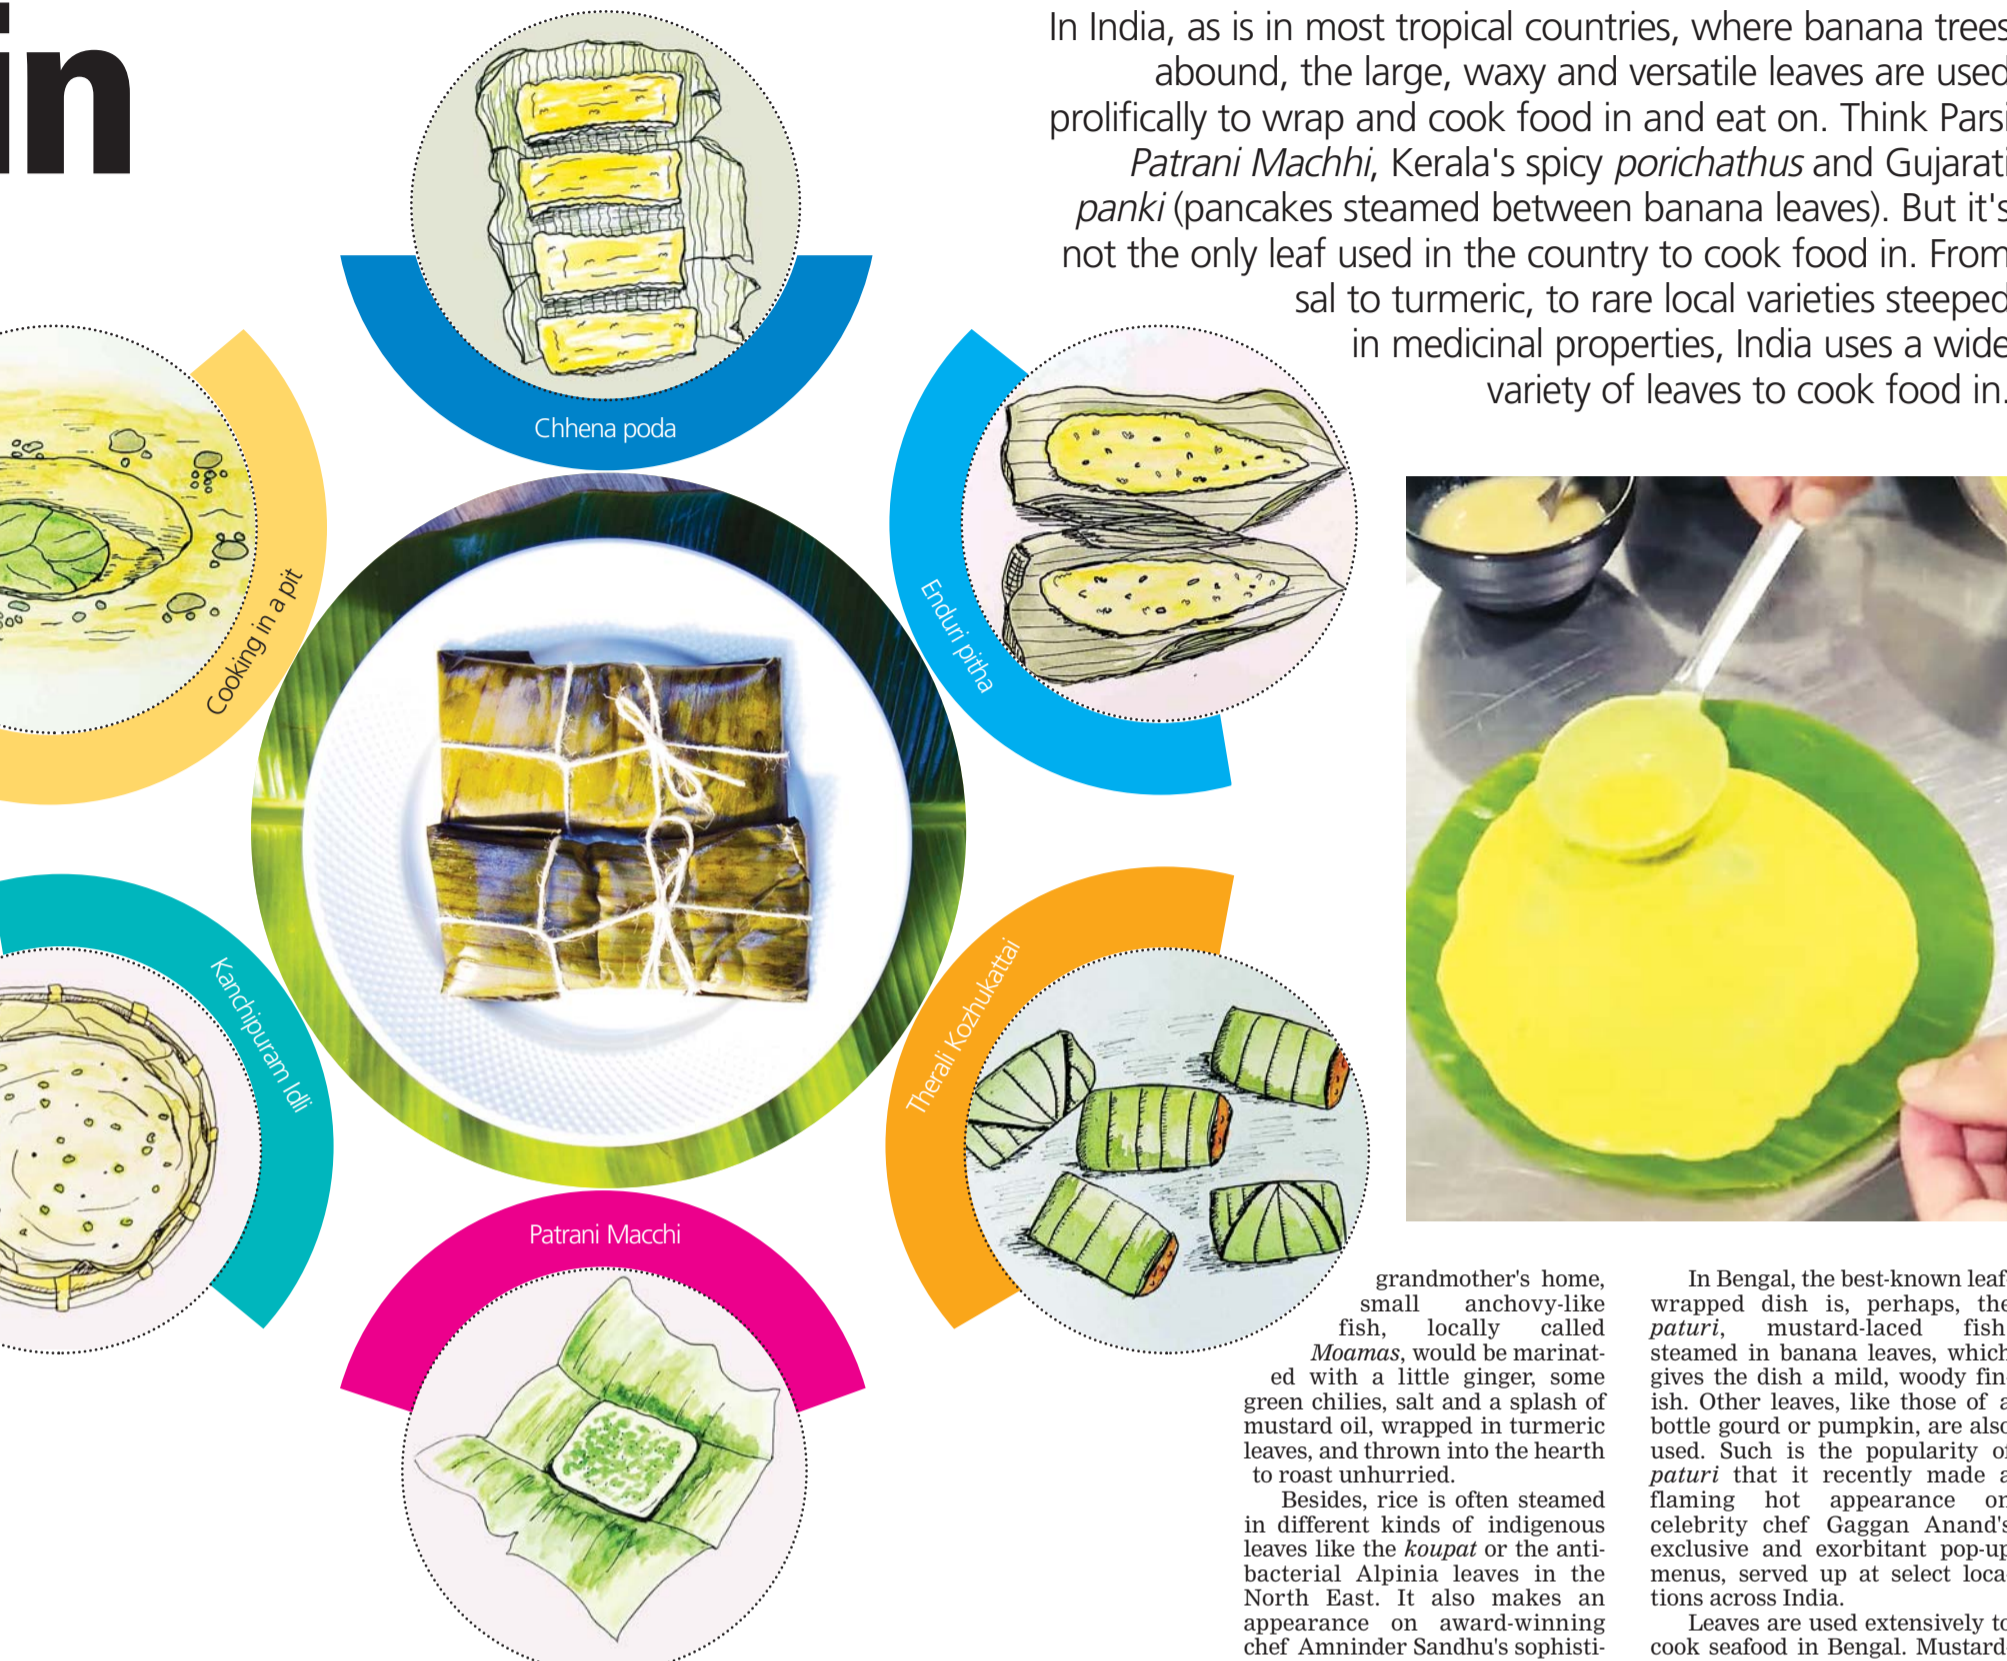 in
In India, as is in most tropical countries, where banana trees
abound, the large, waxy and versatile leaves are used
prolifically to wrap and cook food in and eat on. Think Parsi
Patrani Machhi, Kerala's spicy porichathus and Gujarati
panki (pancakes steamed between banana leaves). But it's
not the only leaf used in the country to cook food in. From
sal to turmeric, to rare local varieties steeped
in medicinal properties, India uses a wide
variety of leaves to cook food in.
Chhena poda
Cooking in a pit
Enduri pitha
Kanchipuram Idli
Therali Kozhukattai
Patrani Macchi
grandmother's home,
small anchovy-like
fish, locally called
Moamas, would be marinat-
ed with a little ginger, some
green chilies, salt and a splash of
mustard oil, wrapped in turmeric
leaves, and thrown into the hearth
to roast unhurried.
Besides, rice is often steamed
in different kinds of indigenous
leaves like the koupat or the anti-
bacterial Alpinia leaves in the
North East. It also makes an
appearance on award-winning
chef Amninder Sandhu's sophisti-
In Bengal, the best-known leaf-
wrapped dish is, perhaps, the
paturi, mustard-laced fish
steamed in banana leaves, which
gives the dish a mild, woody fin-
ish. Other leaves, like those of a
bottle gourd or pumpkin, are also
used. Such is the popularity of
paturi that it recently made a
flaming hot appearance on
celebrity chef Gaggan Anand's
exclusive and exorbitant pop-up
menus, served up at select loca-
tions across India.
Leaves are used extensively to
cook seafood in Bengal. Mustard-